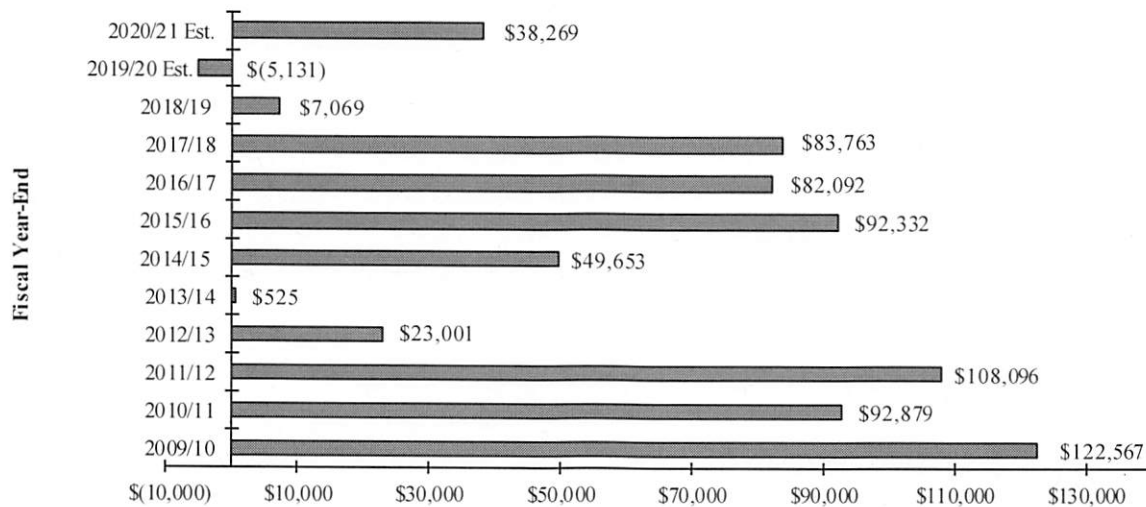 2020/21 Est. $38,269
2019/20 Est. $(5,131)
2018/19 $7,069
2017/18 $83,763
2016/17 $82,092
2015/16 $92,332
2014/15 $49,653
2013/14 $525
2012/13 $23,001
2011/12 $108,096
2010/11 $92,879
2009/10 $122,567
Fiscal Year-End
$(10,000) $10,000 $30,000 $50,000 $70,000 $90,000 $110,000 $130,000